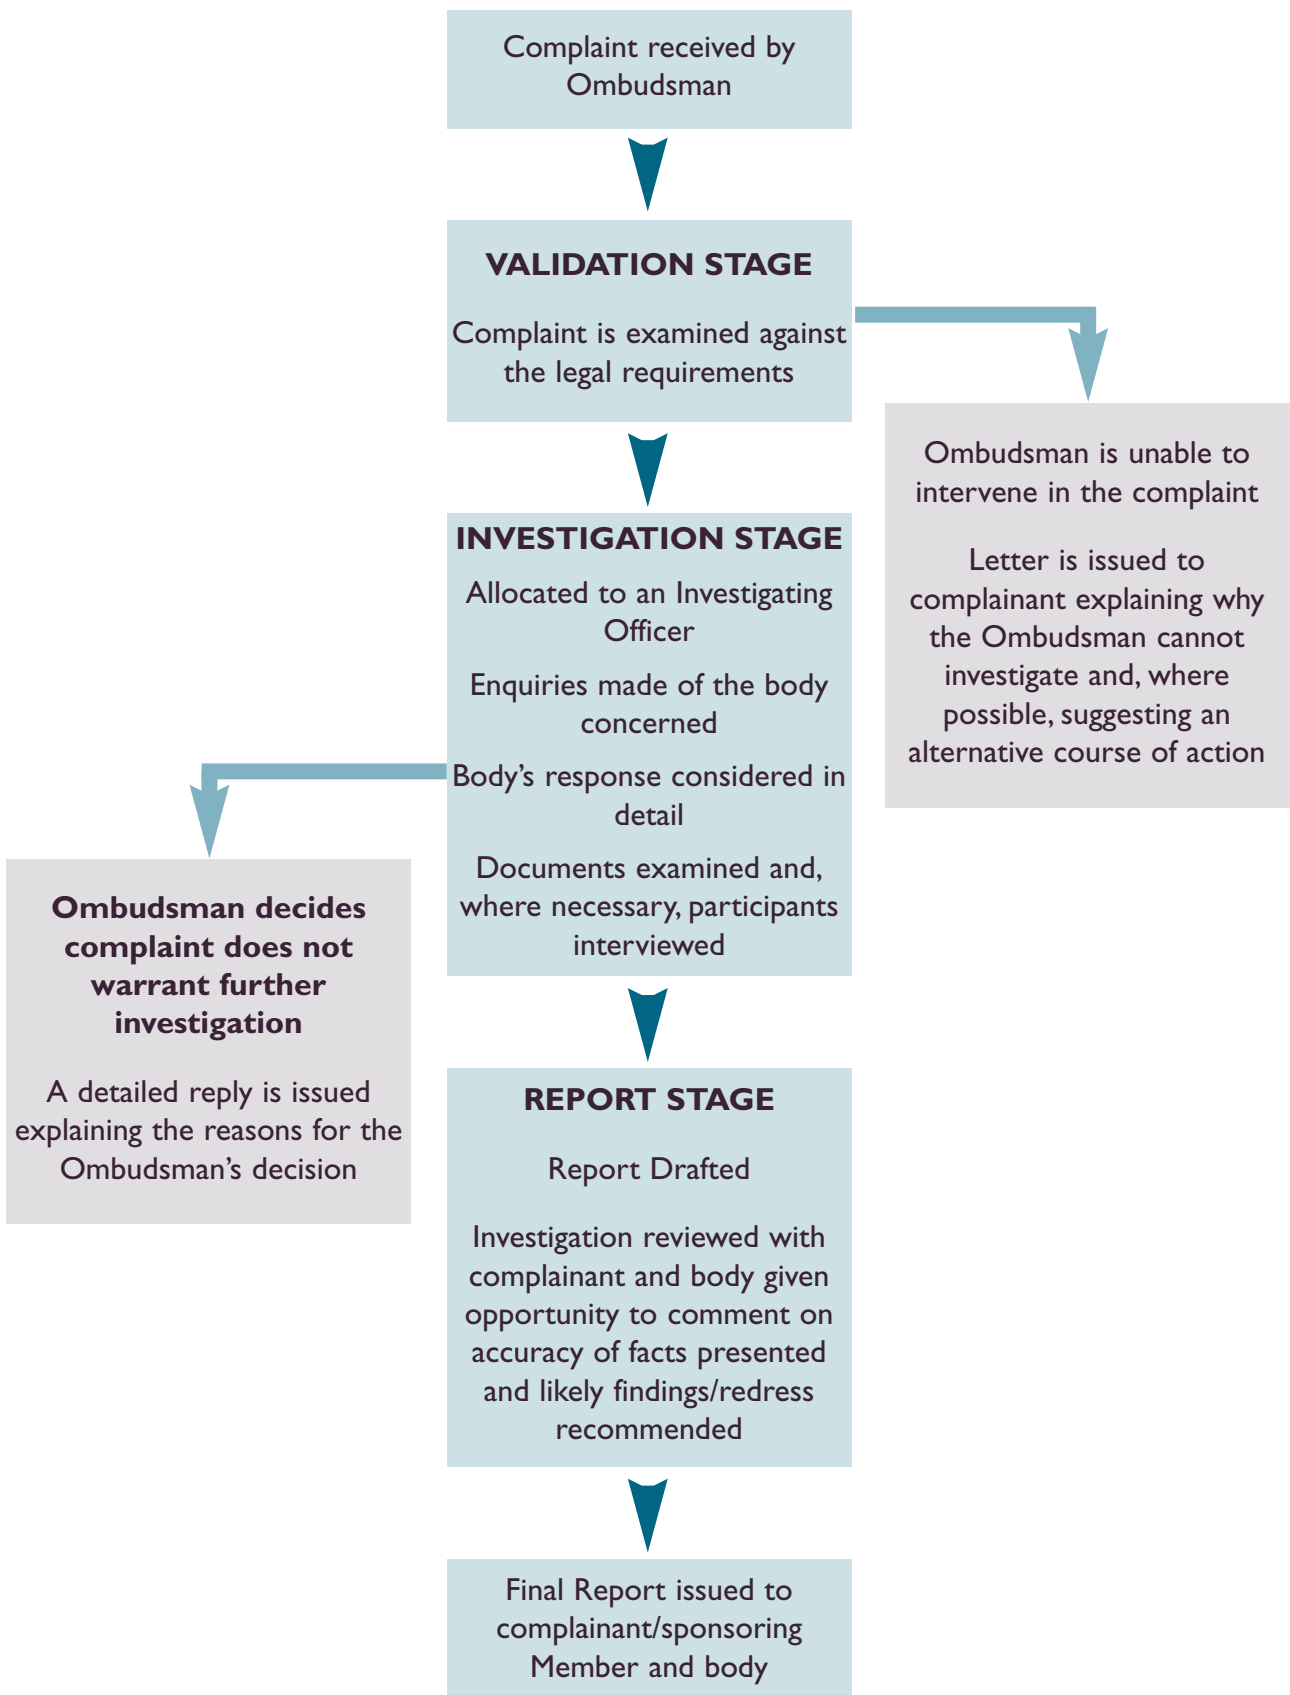 Complaint received by
Ombudsman
VALIDATION STAGE
Complaint is examined against
the legal requirements
Ombudsman is unable to
intervene in the complaint
Letter is issued to
complainant explaining why
the Ombudsman cannot
investigate and, where
possible, suggesting an
alternative course of action
INVESTIGATION STAGE
Allocated to an Investigating
Officer
Enquiries made of the body
concerned
Body’s response considered in
detail
Documents examined and,
where necessary, participants
interviewed
Ombudsman decides
complaint does not
warrant further
investigation
A detailed reply is issued
explaining the reasons for the
Ombudsman’s decision
REPORT STAGE
Report Drafted
Investigation reviewed with
complainant and body given
opportunity to comment on
accuracy of facts presented
and likely findings/redress
recommended
Final Report issued to
complainant/sponsoring
Member and body